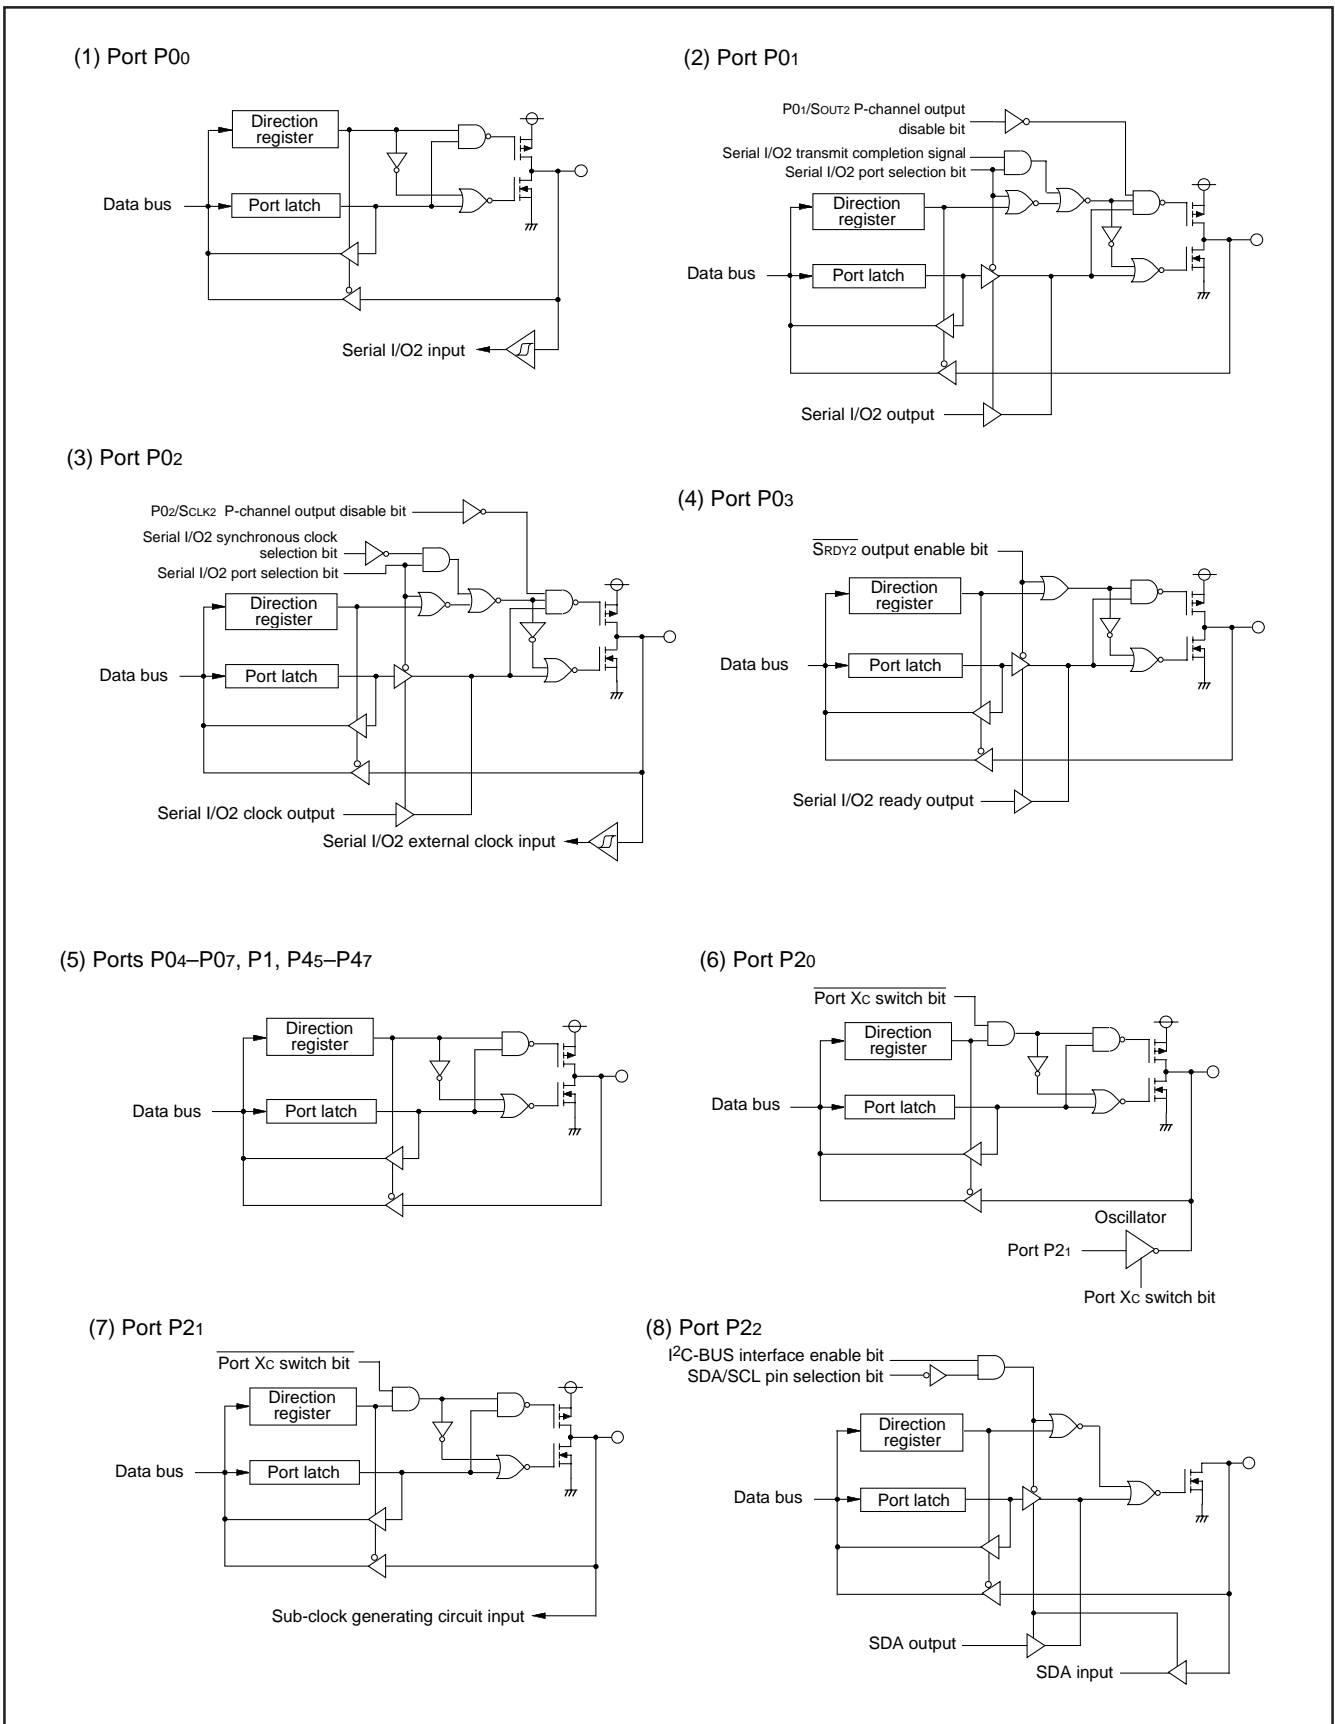 (1) Port P00
Direction
register
Data bus
Port latch
Serial I/O2 input
(2) Port P01
P01/SOUT2 P-channel output
disable bit
Serial I/O2 transmit completion signal
Serial I/O2 port selection bit
Direction
register
Data bus
Port latch
Serial I/O2 output
(3) Port P02
P02/SCLK2 P-channel output disable bit
Serial I/O2 synchronous clock
selection bit
Serial I/O2 port selection bit
Direction
register
Data bus
Port latch
Serial I/O2 clock output
Serial I/O2 external clock input
(4) Port P03
SRDY2 output enable bit
Direction
register
Data bus
Port latch
Serial I/O2 ready output
(5) Ports P04–P07, P1, P45–P47
Direction
register
Data bus
Port latch
(6) Port P20
Port XC switch bit
Direction
register
Data bus
Port latch
Oscillator
Port P21
Port XC switch bit
(7) Port P21
Port XC switch bit
Direction
register
Data bus
Port latch
Sub-clock generating circuit input
(8) Port P22
I2C-BUS interface enable bit
SDA/SCL pin selection bit
Direction
register
Data bus
Port latch
SDA output
SDA input